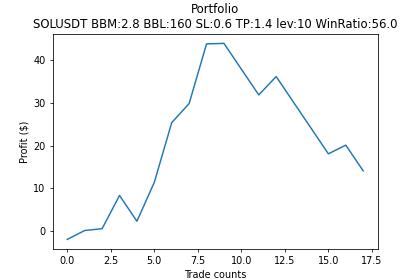 Portfolio
SOLUSDT BBM:2.8 BBL:160 SL:0.6 TP:1.4 lev:10 WinRatio:56.0
Profit ($)
40
30
20
10
0
0.0 2.5 5.0 7.5 10.0 12.5 15.0 17.5
Trade counts